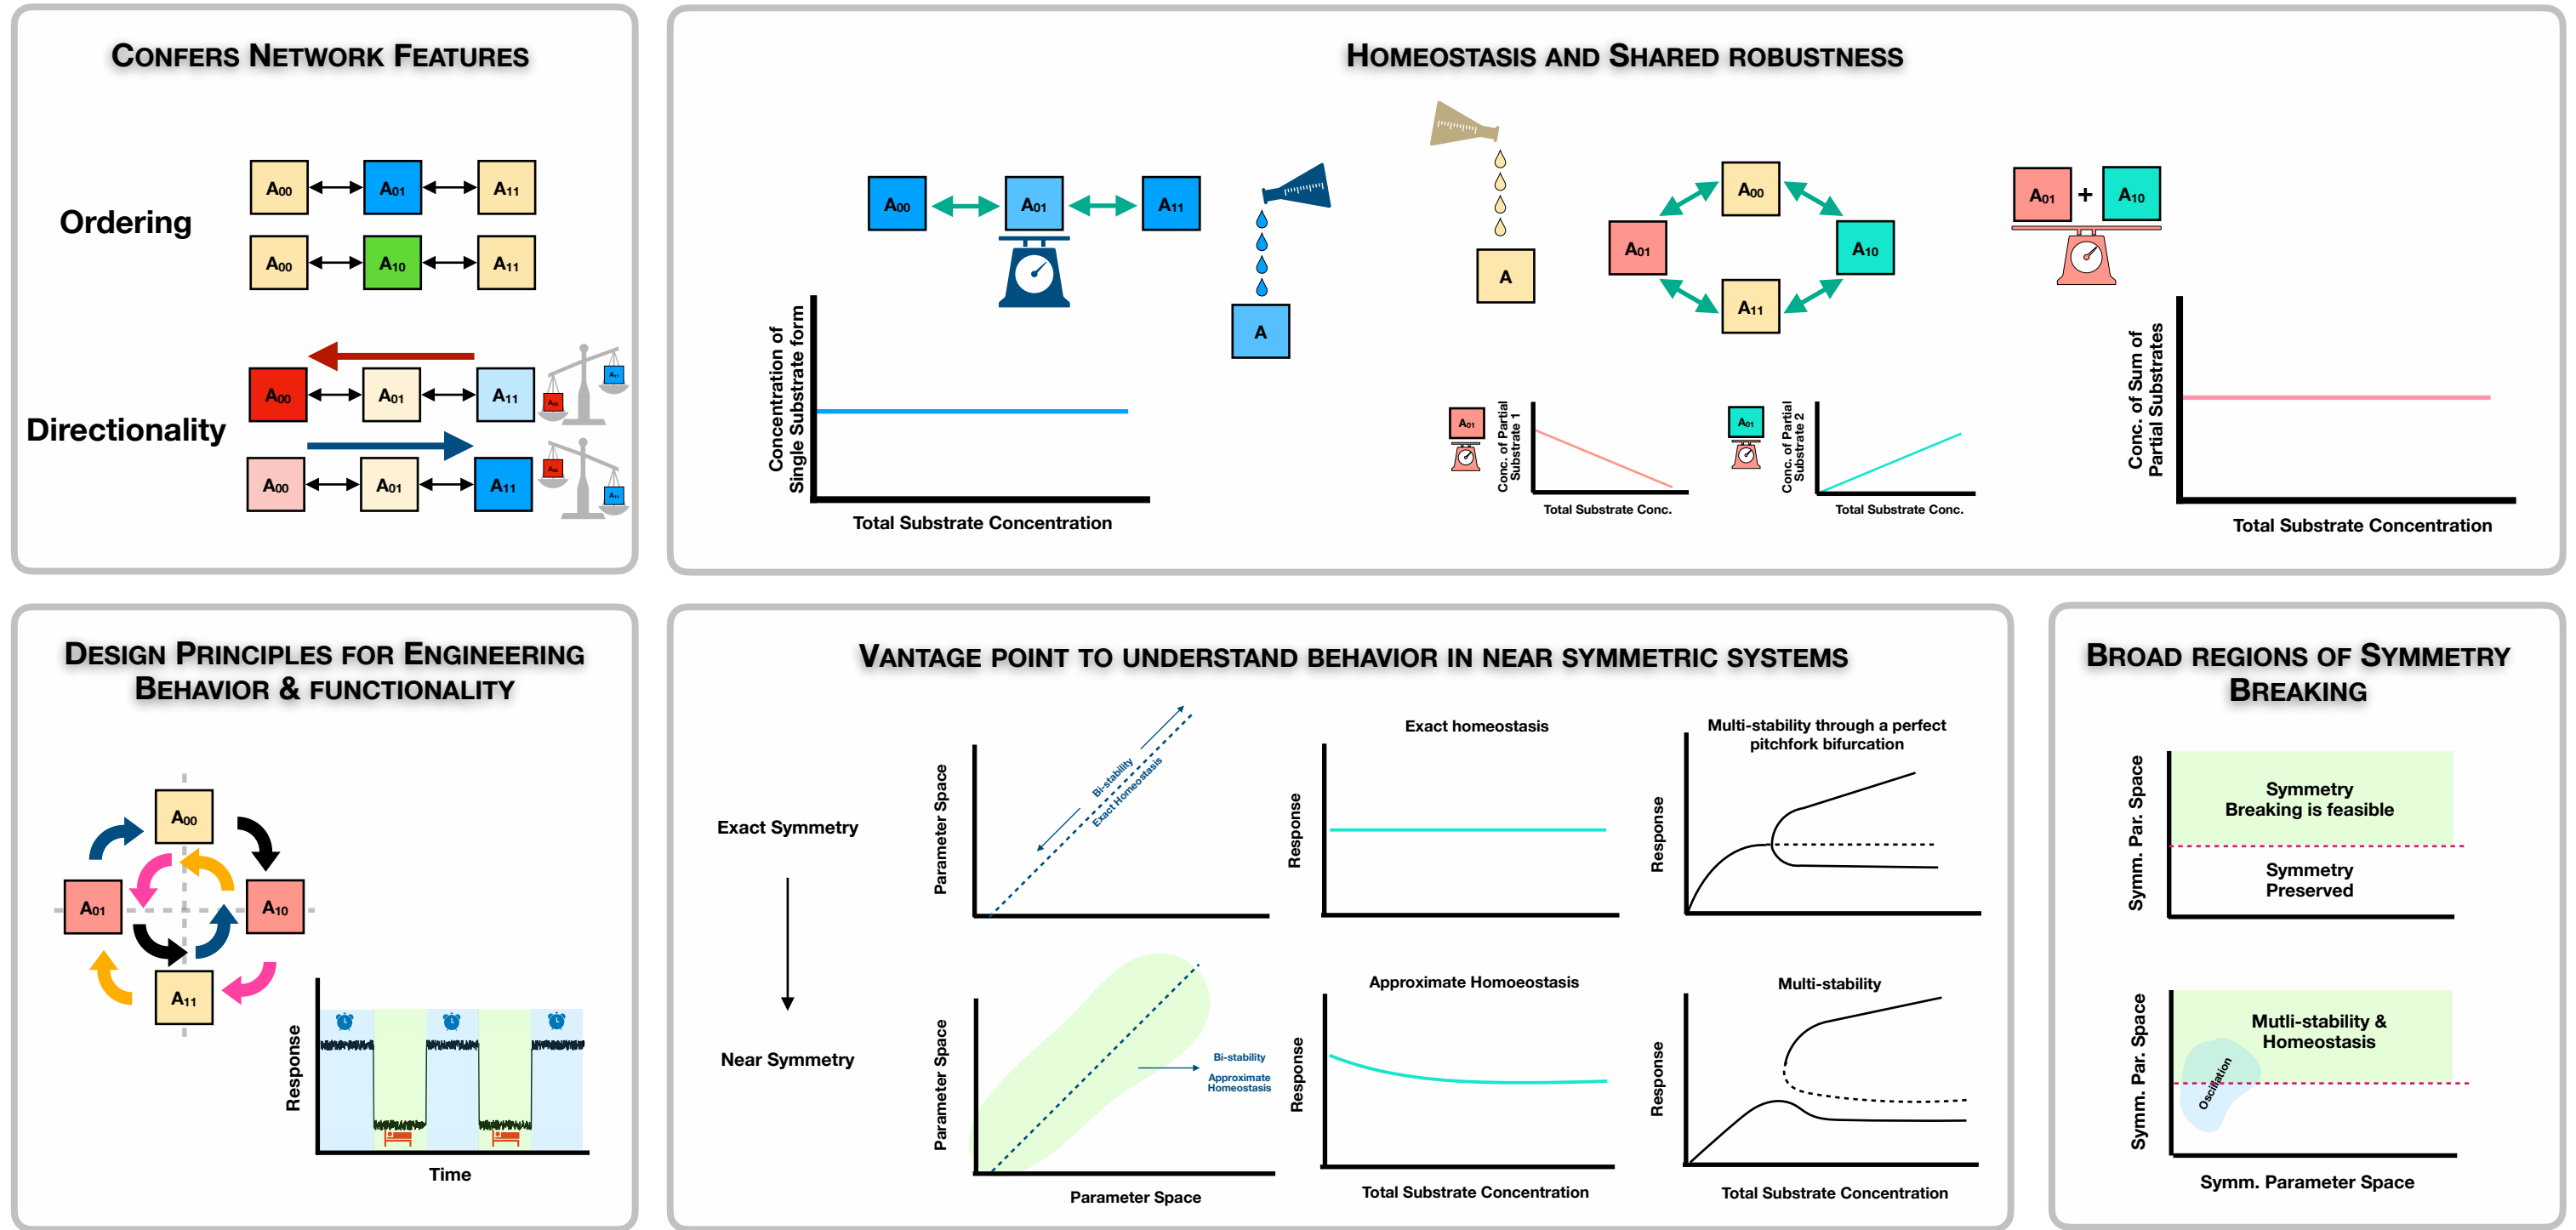 CONFERS NETWORK FEATURES
Ordering
A00
A01
A11
A00
A10
A11
Directionality
A00
A01
A11
A00
A11
A00
A01
A11
A00
A11
HOMEOSTASIS AND SHARED ROBUSTNESS
A00
A01
A11
A
Concentration of
Single Substrate form
Total Substrate Concentration
A
A00
A01
A10
A11
A01
Conc. of Partial
Substrate 1
Total Substrate Conc.
A01
Conc. of Partial
Substrate 2
Total Substrate Conc.
A01 + A10
Conc. of Sum of
Partial Substrates
Total Substrate Concentration
DESIGN PRINCIPLES FOR ENGINEERING
BEHAVIOR & FUNCTIONALITY
A00
A01
A10
A11
Response
Time
VANTAGE POINT TO UNDERSTAND BEHAVIOR IN NEAR SYMMETRIC SYSTEMS
Exact Symmetry
Parameter Space
Bi-stability
Exact Homeostasis
Exact homeostasis
Response
Multi-stability through a perfect
pitchfork bifurcation
Response
Near Symmetry
Parameter Space
Bi-stability
Approximate
Homeostasis
Parameter Space
Approximate Homoeostasis
Response
Total Substrate Concentration
Multi-stability
Response
Total Substrate Concentration
BROAD REGIONS OF SYMMETRY
BREAKING
Symm. Par. Space
Symmetry
Breaking is feasible
Symmetry
Preserved
Symm. Par. Space
Mutli-stability &
Homeostasis
Oscillation
Symm. Parameter Space